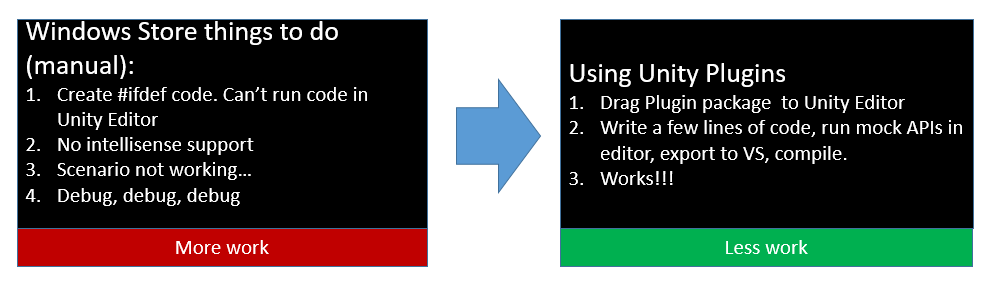 Windows Store things to do
(manual):
1. Create #ifdef code. Can’t run code in
Unity Editor
2. No intellisense support
3. Scenario not working…
4. Debug, debug, debug
More work
Using Unity Plugins
1. Drag Plugin package to Unity Editor
2. Write a few lines of code, run mock APIs in
editor, export to VS, compile.
3. Works!!!
Less work